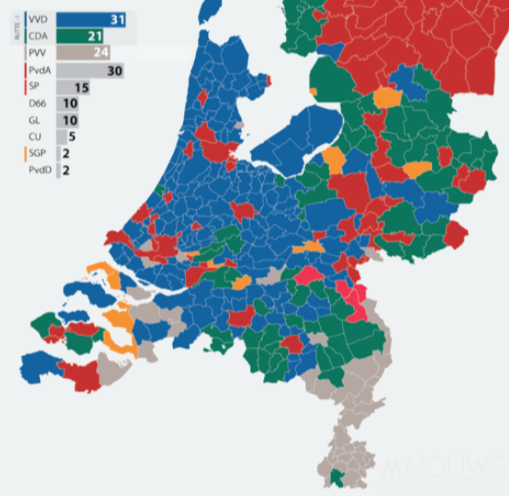 VVD 31
CDA 21
PVV 24
PvdA 30
SP 15
D66 10
GL 10
CU 5
SGP 2
PvdD 2
NOUWS